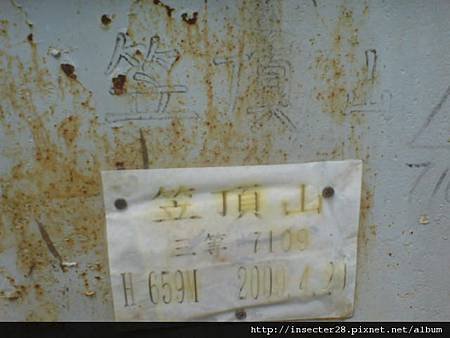 笠頂山
笠頂山
三等 7109
H 659M 2000.4.20
http://insecter28.pixnet.net/album